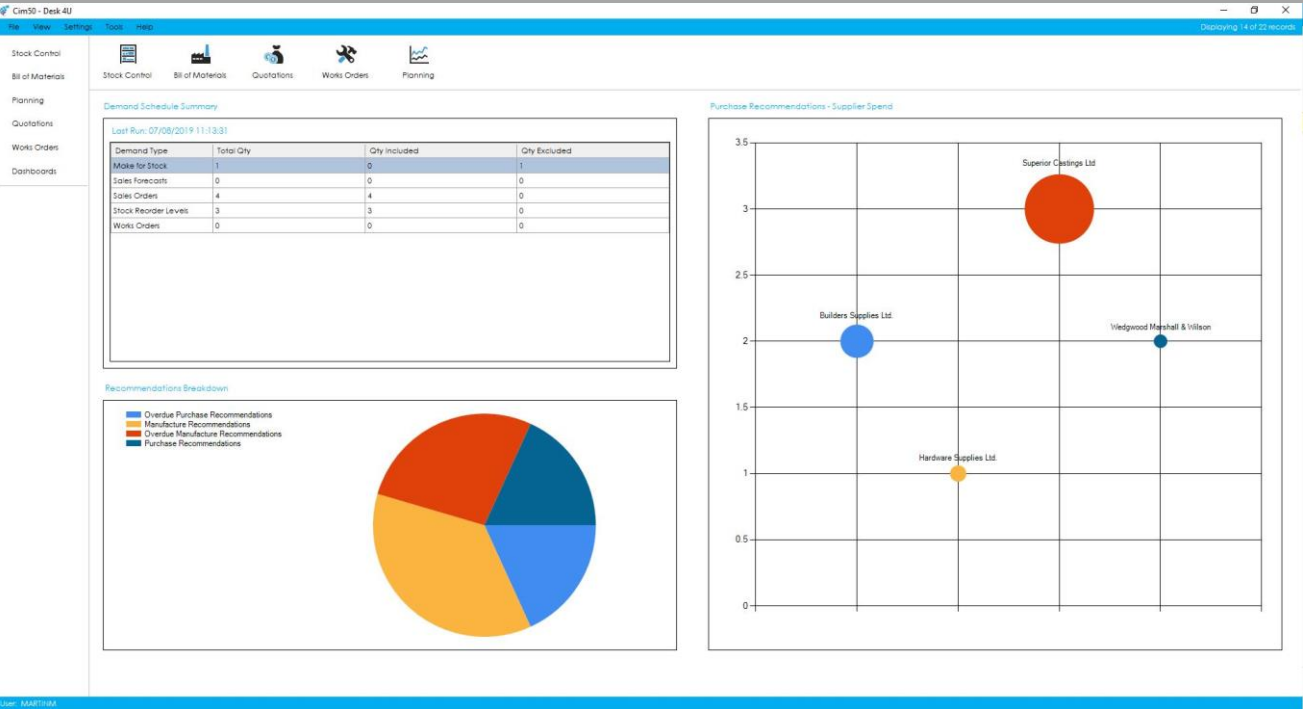 Cim50 - Desk 4U
File View Settings Tools Help
Displaying 14 of 22 records
Stock Control
Bill of Materials
Planning
Quotations
Works Orders
Dashboards
Stock Control Bill of Materials Quotations Works Orders Planning
Demand Schedule Summary
Last Run: 07/08/2019 11:13:31
Demand Type Total Qty Qty Included Qty Excluded
Make for Stock 1 0 1
Sales Forecasts 0 0 0
Sales Orders 4 4 0
Stock Reorder Levels 3 3 0
Works Orders 0 0 0
Recommendations Breakdown
Overdue Purchase Recommendations
Manufacture Recommendations
Overdue Manufacture Recommendations
Purchase Recommendations
Purchase Recommendations - Supplier Spend
3.5
Superior Castings Ltd
3
2.5
Builders Supplies Ltd.
Wedgwood Marshall & Wilson
2
1.5
Hardware Supplies Ltd.
1
0.5
0
User: MARTINM